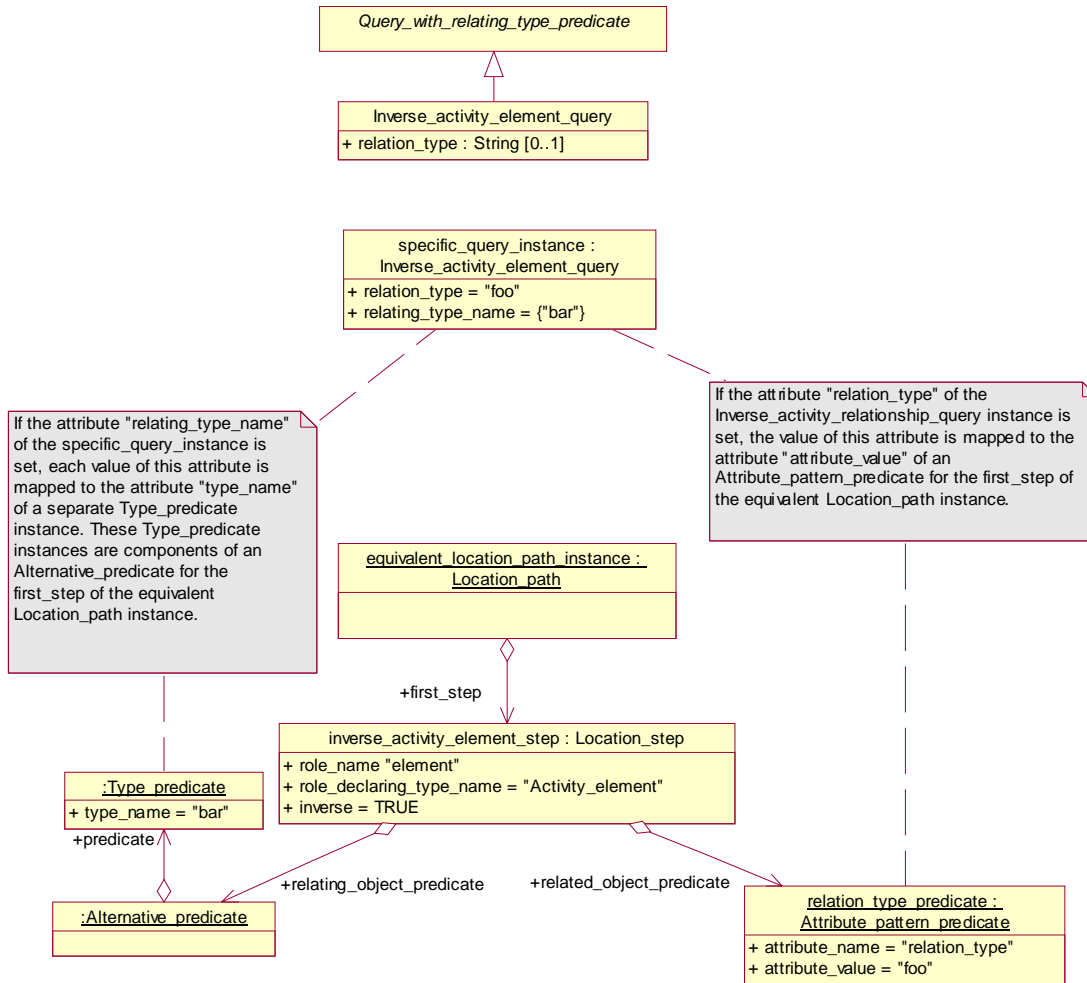 Query_with_relating_type_predicate
Inverse_activity_element_query
+ relation_type : String [0..1]
specific_query_instance :
Inverse_activity_element_query
+ relation_type = "foo"
+ relating_type_name = {"bar"}
If the attribute "relating_type_name"
of the specific_query_instance is
set, each value of this attribute is
mapped to the attribute "type_name"
of a separate Type_predicate
instance. These Type_predicate
instances are components of an
Alternative_predicate for the
first_step of the equivalent
Location_path instance.
If the attribute "relation_type" of the
Inverse_activity_relationship_query instance is
set, the value of this attribute is mapped to the
attribute "attribute_value" of an
Attribute_pattern_predicate for the first_step of
the equivalent Location_path instance.
equivalent_location_path_instance :
Location_path
+first_step
inverse_activity_element_step : Location_step
+ role_name "element"
+ role_declaring_type_name = "Activity_element"
+ inverse = TRUE
:Type_predicate
+ type_name = "bar"
+predicate
+relating_object_predicate
+related_object_predicate
:Alternative_predicate
relation_type_predicate :
Attribute_pattern_predicate
+ attribute_name = "relation_type"
+ attribute_value = "foo"